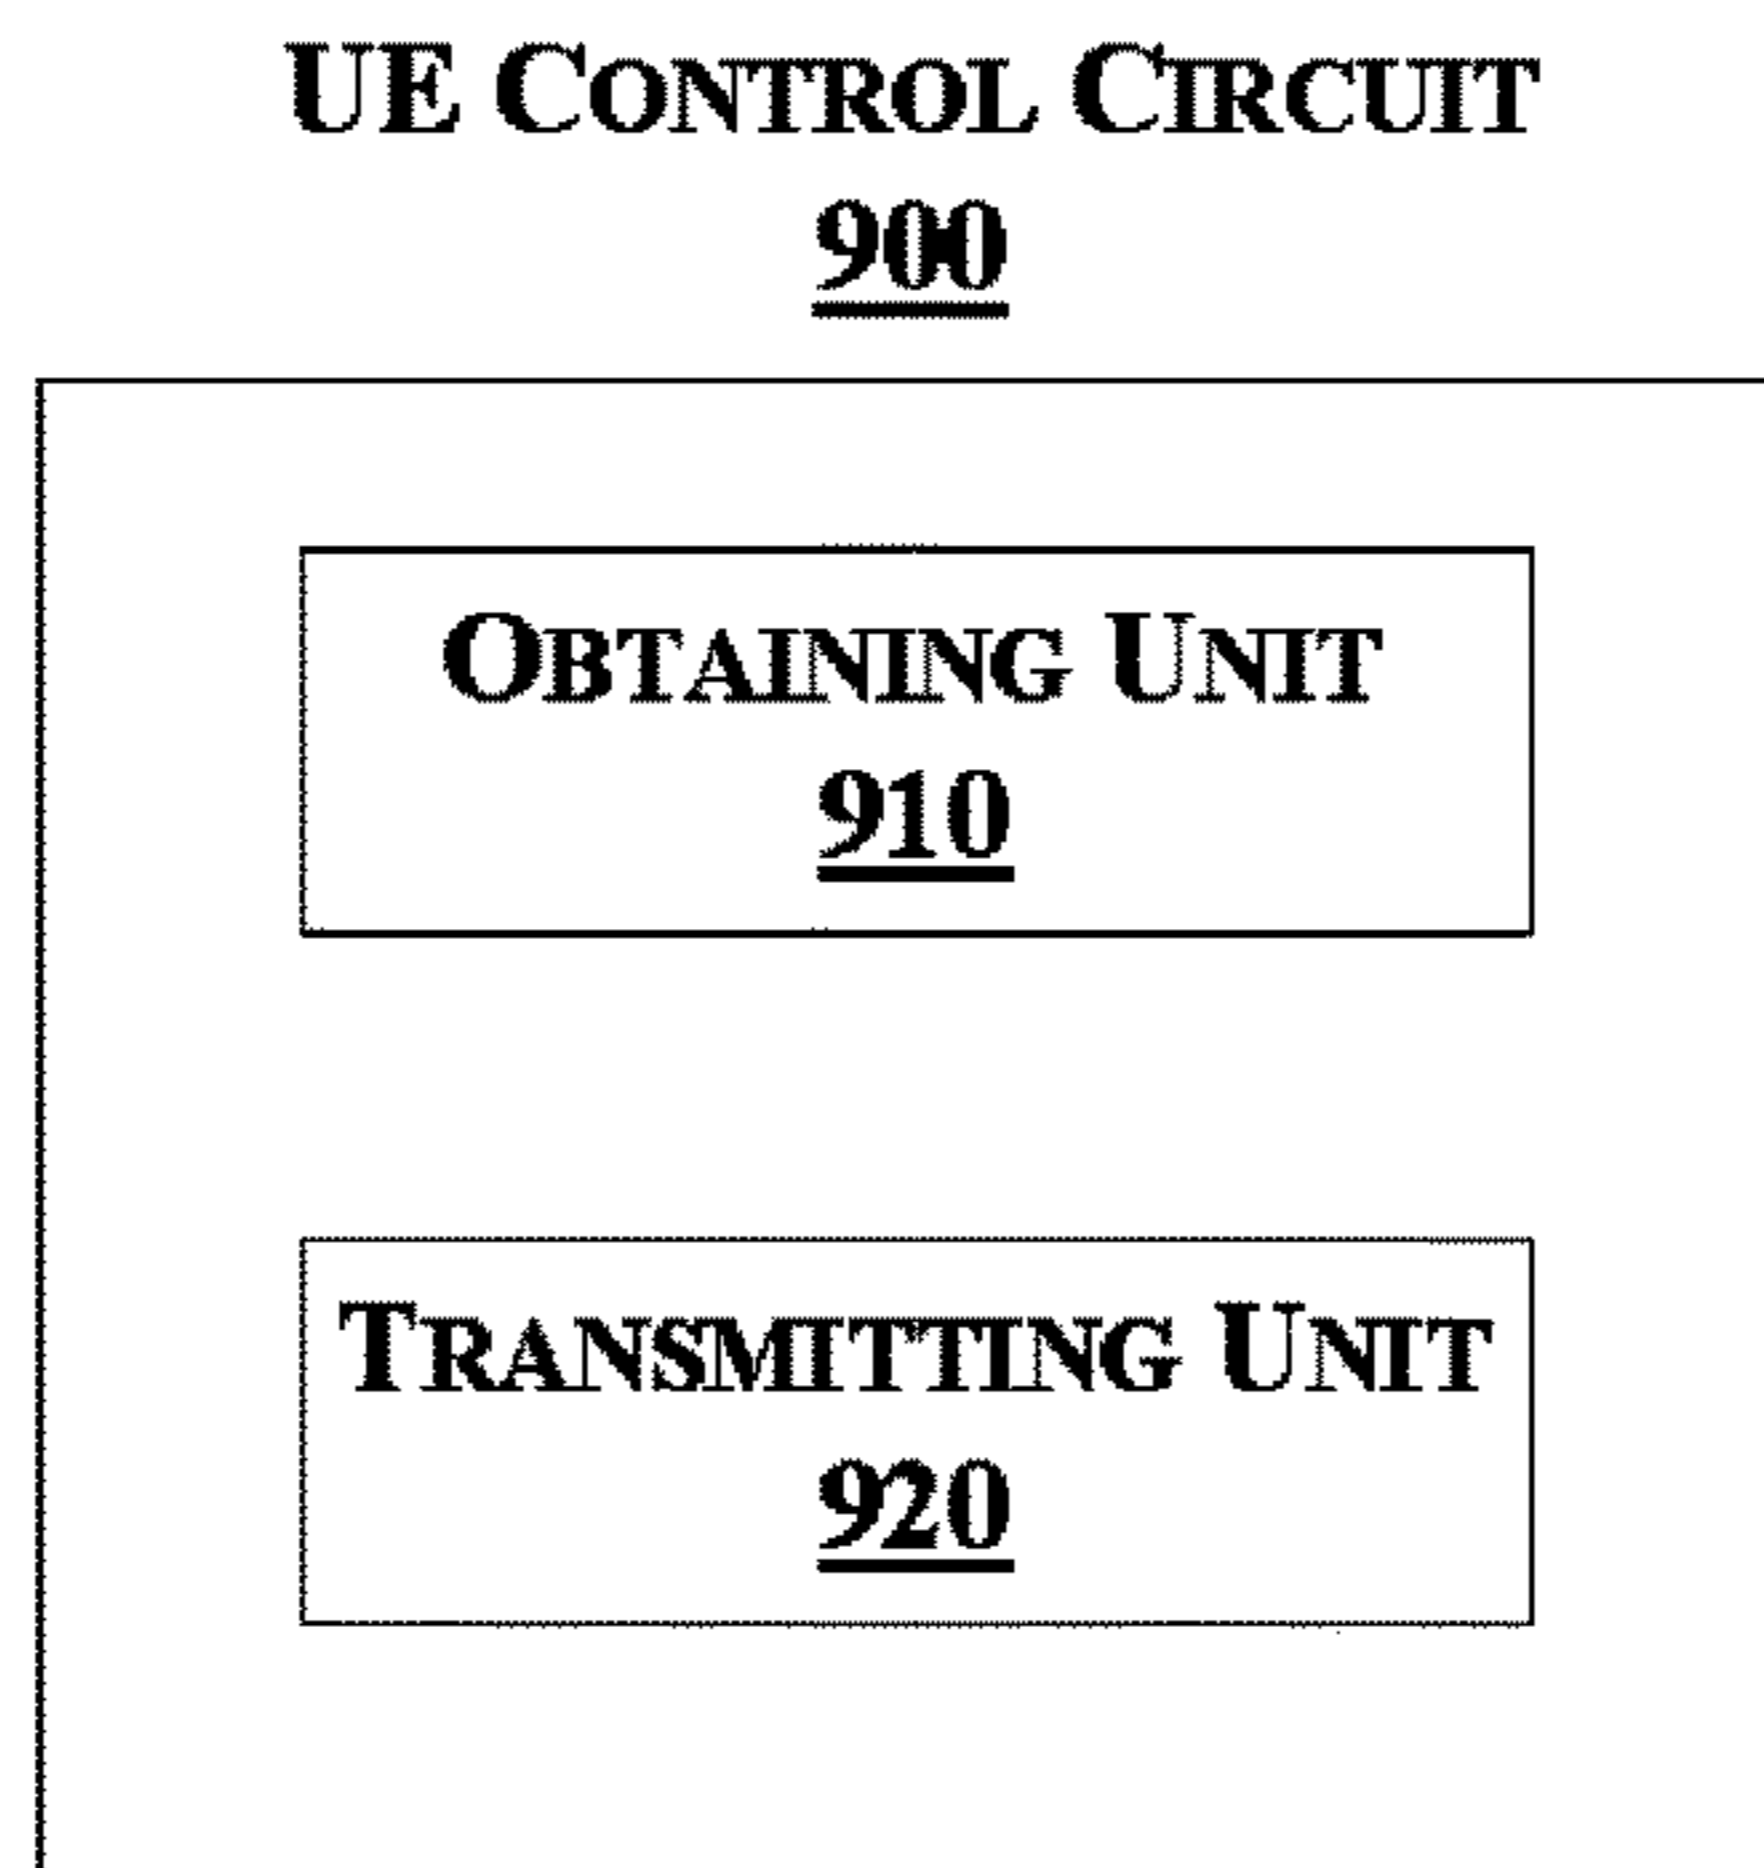 UE CONTROL CIRCUIT
900
OBTAINING UNIT
910
TRANSMITTING UNIT
920